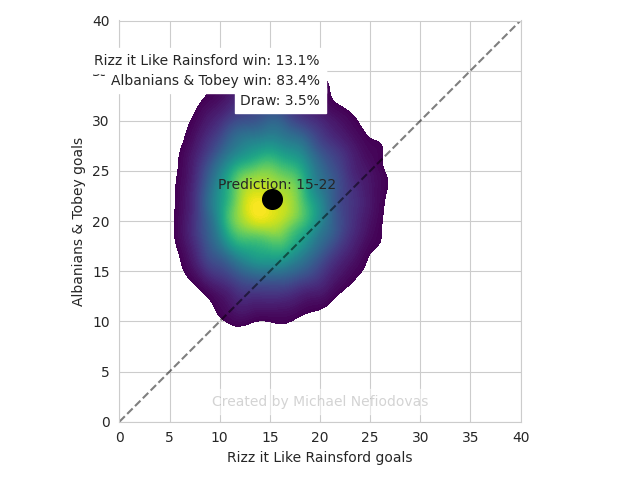 40
Rizz it Like Rainsford win: 13.1%
Albanians & Tobey win: 83.4%
Draw: 3.5%
30
25
20
15
10
5
0
Albanians & Tobey goals
Prediction: 15-22
Created by Michael Nefiodovas
0 5 10 15 20 25 30 35 40
Rizz it Like Rainsford goals